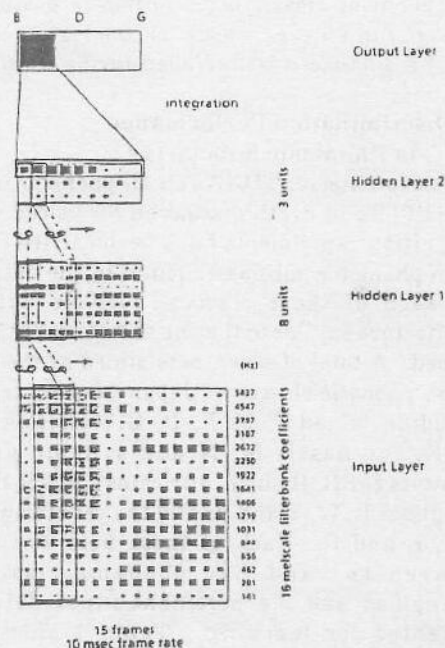 B D G
Output Layer
integration
Hidden Layer 2
3 units
Hidden Layer 1
8 units
(Hz)
5437
4547
3797
3187
2672
2250
1922
1641
1219
1031
844
656
462
281
141
16 melscale filterbank coefficients
Input Layer
15 frames
10 msec frame rate